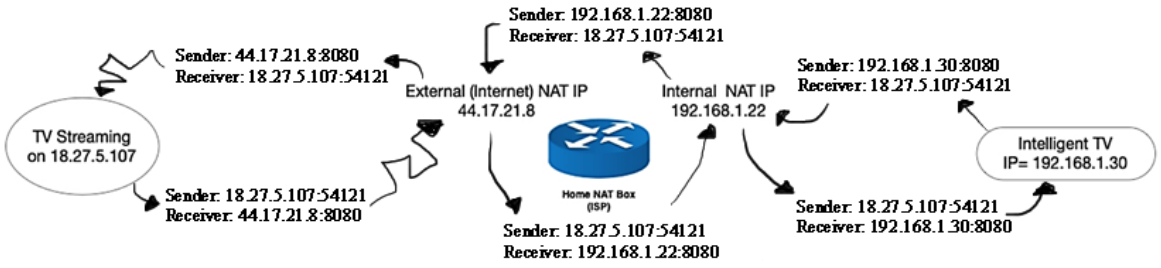 Sender: 192.168.1.22:8080
Receiver: 18.27.5.107:54121
Sender: 44.17.21.8:8080
Receiver: 18.27.5.107:54121
Sender: 192.168.1.30:8080
Receiver: 18.27.5.107:54121
External (Internet) NAT IP
44.17.21.8
Internal NAT IP
192.168.1.22
TV Streaming
on 18.27.5.107
Intelligent TV
IP= 192.168.1.30
Home NAT Box
(ISP)
Sender: 18.27.5.107:54121
Receiver: 44.17.21.8:8080
Sender: 18.27.5.107:54121
Receiver: 192.168.1.22:8080
Sender: 18.27.5.107:54121
Receiver: 192.168.1.30:8080